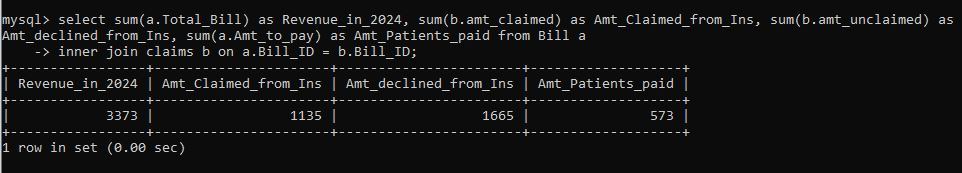 mysql> select sum(a.Total_Bill) as Revenue_in_2024, sum(b.amt_claimed) as Amt_Claimed_from_Ins, sum(b.amt_unclaimed) as
Amt_declined_from_Ins, sum(a.Amt_to_pay) as Amt_Patients_paid from Bill a
    -> inner join claims b on a.Bill_ID = b.Bill_ID;
+-----------------+----------------------+-----------------------+-------------------+
| Revenue_in_2024 | Amt_Claimed_from_Ins | Amt_declined_from_Ins | Amt_Patients_paid |
+-----------------+----------------------+-----------------------+-------------------+
|            3373 |                 1135 |                  1665 |               573 |
+-----------------+----------------------+-----------------------+-------------------+
1 row in set (0.00 sec)